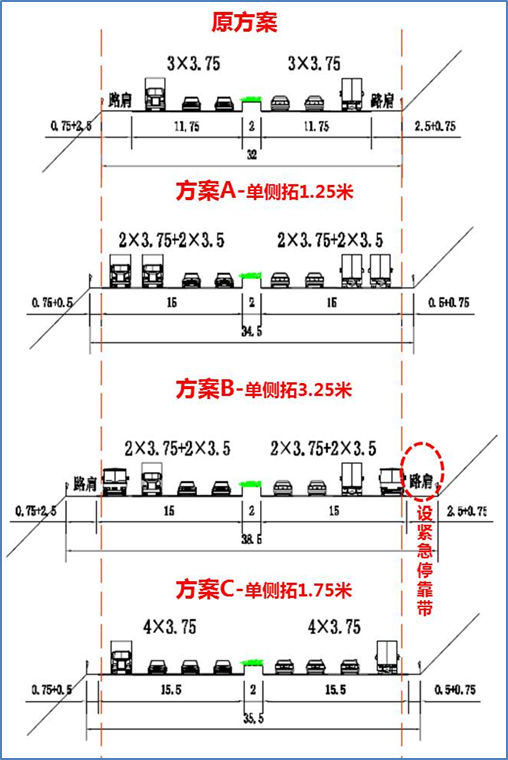 原方案
3×3.75 3×3.75
路肩 路肩
0.75+2.5 11.75 2 11.75 2.5+0.75
32
方案A-单侧拓1.25米
2×3.75+2×3.5 2×3.75+2×3.5
0.75+0.5 15 2 15 0.5+0.75
34.5
方案B-单侧拓3.25米
2×3.75+2×3.5 2×3.75+2×3.5
路肩 路肩
0.75+2.5 15 2 15 2.5+0.75
38.5
设紧急停靠带
方案C-单侧拓1.75米
4×3.75 4×3.75
0.75+0.5 15.5 2 15.5 0.5+0.75
35.5